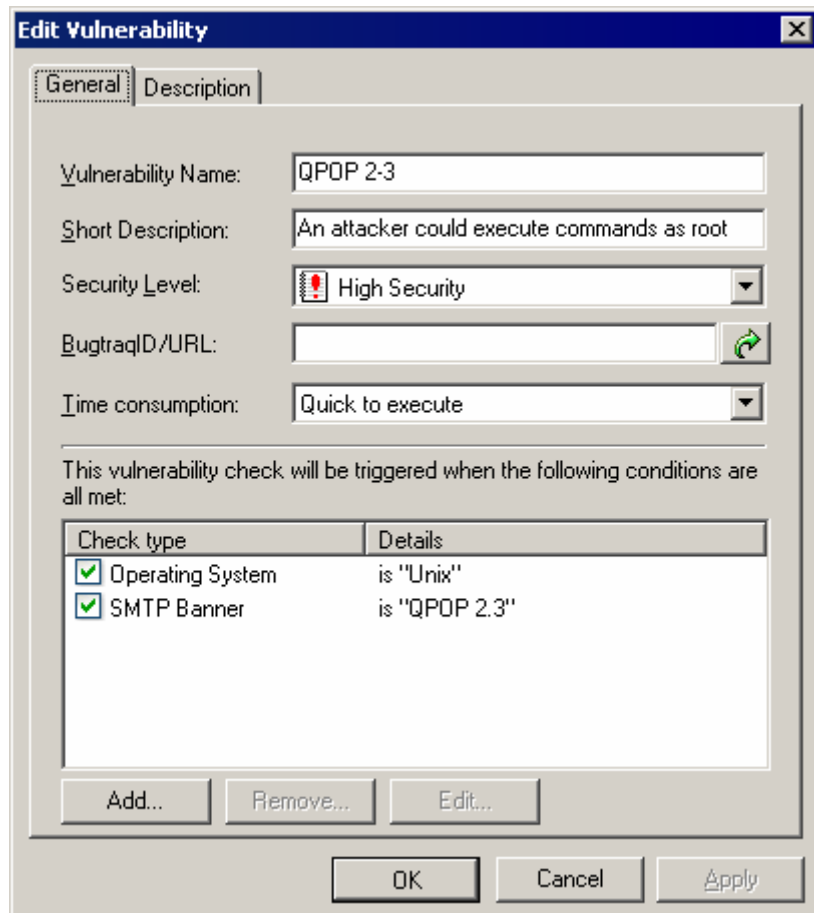 Edit Vulnerability
General
Description
Vulnerability Name:
QPOP 2-3
Short Description:
An attacker could execute commands as root
Security Level:
High Security
BugtraqID/URL:
Time consumption:
Quick to execute
This vulnerability check will be triggered when the following conditions are
all met:
Check type
Details
Operating System
is "Unix"
SMTP Banner
is "QPOP 2.3"
Add...
Remove...
Edit...
OK
Cancel
Apply